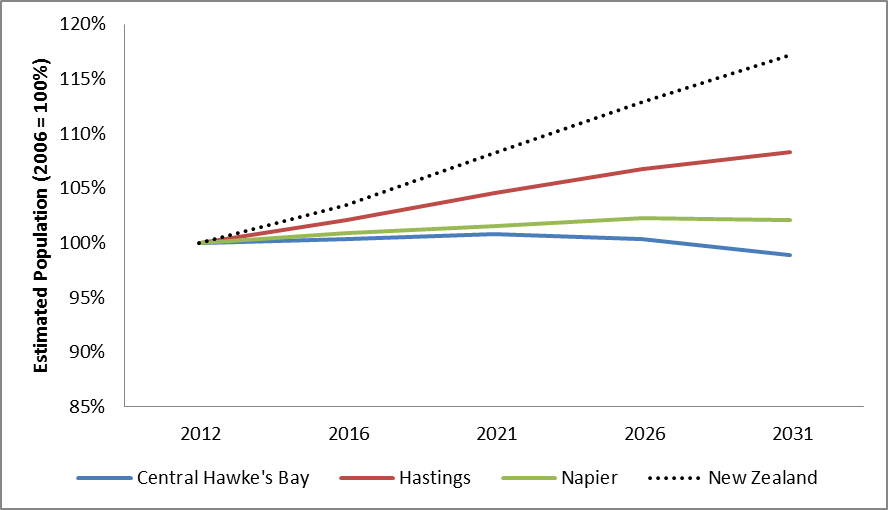 Estimated Population (2006 = 100%)
120%
115%
110%
105%
100%
95%
90%
85%
2012 2016 2021 2026 2031
Central Hawke's Bay Hastings Napier New Zealand